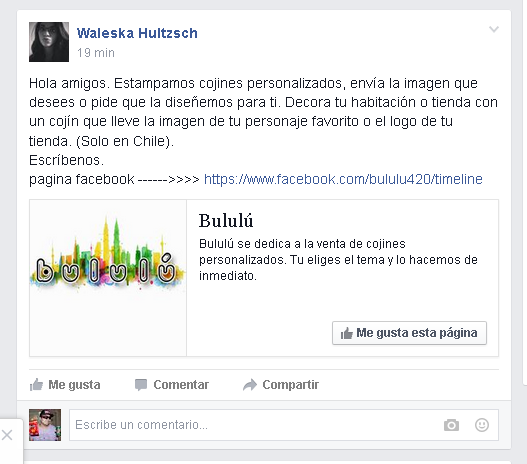 Waleska Hultzsch
19 min
Hola amigos. Estampamos cojines personalizados, envía la imagen que
desees o pide que la diseñemos para ti. Decora tu habitación o tienda con
un cojín que lleve la imagen de tu personaje favorito o el logo de tu
tienda. (Solo en Chile).
Escríbenos.
pagina facebook ------>>>> https://www.facebook.com/bululu420/timeline
bululú
Bululú
Bululú se dedica a la venta de cojines
personalizados. Tu eliges el tema y lo hacemos de
inmediato.
Me gusta esta página
Me gusta Comentar Compartir
Escribe un comentario...